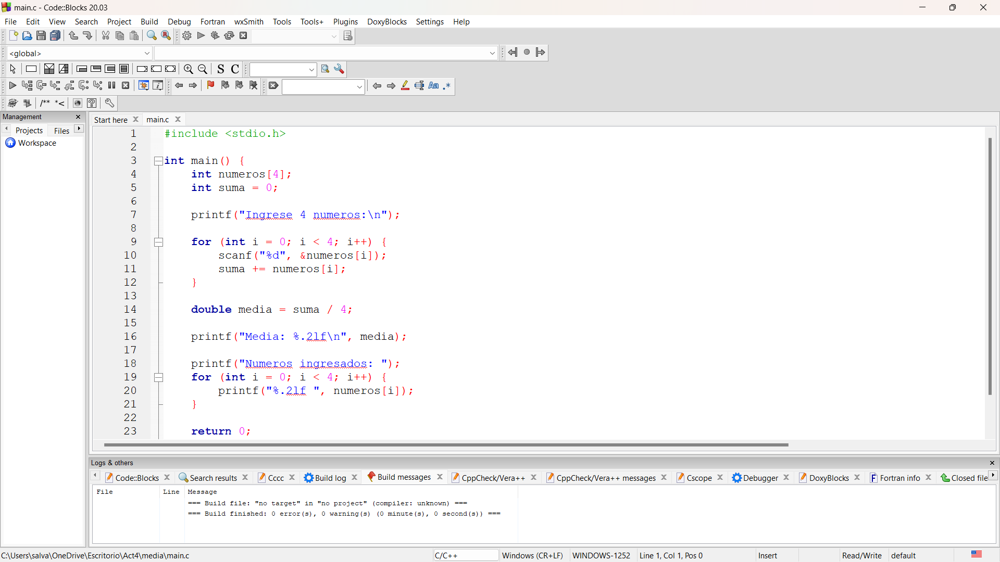 main.c - Code::Blocks 20.03
File Edit View Search Project Build Debug Fortran wxSmith Tools Tools+ Plugins DoxyBlocks Settings Help
<global>
S C
Aa .*
/** *<
Management
Projects Files
Workspace
Start here main.c
1 #include <stdio.h>
2
3 int main() {
4 int numeros[4];
5 int suma = 0;
6
7 printf("Ingrese 4 numeros:\n");
8
9 for (int i = 0; i < 4; i++) {
10 scanf("%d", &numeros[i]);
11 suma += numeros[i];
12 }
13
14 double media = suma / 4;
15
16 printf("Media: %.2lf\n", media);
17
18 printf("Numeros ingresados: ");
19 for (int i = 0; i < 4; i++) {
20 printf("%.2lf ", numeros[i]);
21 }
22
23 return 0;
Logs & others
Code::Blocks Search results Cccc Build log Build messages CppCheck/Vera++ CppCheck/Vera++ messages Cscope Debugger DoxyBlocks Fortran info Closed file
File Line Message
=== Build file: "no target" in "no project" (compiler: unknown) ===
=== Build finished: 0 error(s), 0 warning(s) (0 minute(s), 0 second(s)) ===
C:\Users\salva\OneDrive\Escritorio\Act4\media\main.c C/C++ Windows (CR+LF) WINDOWS-1252 Line 1, Col 1, Pos 0 Insert Read/Write default